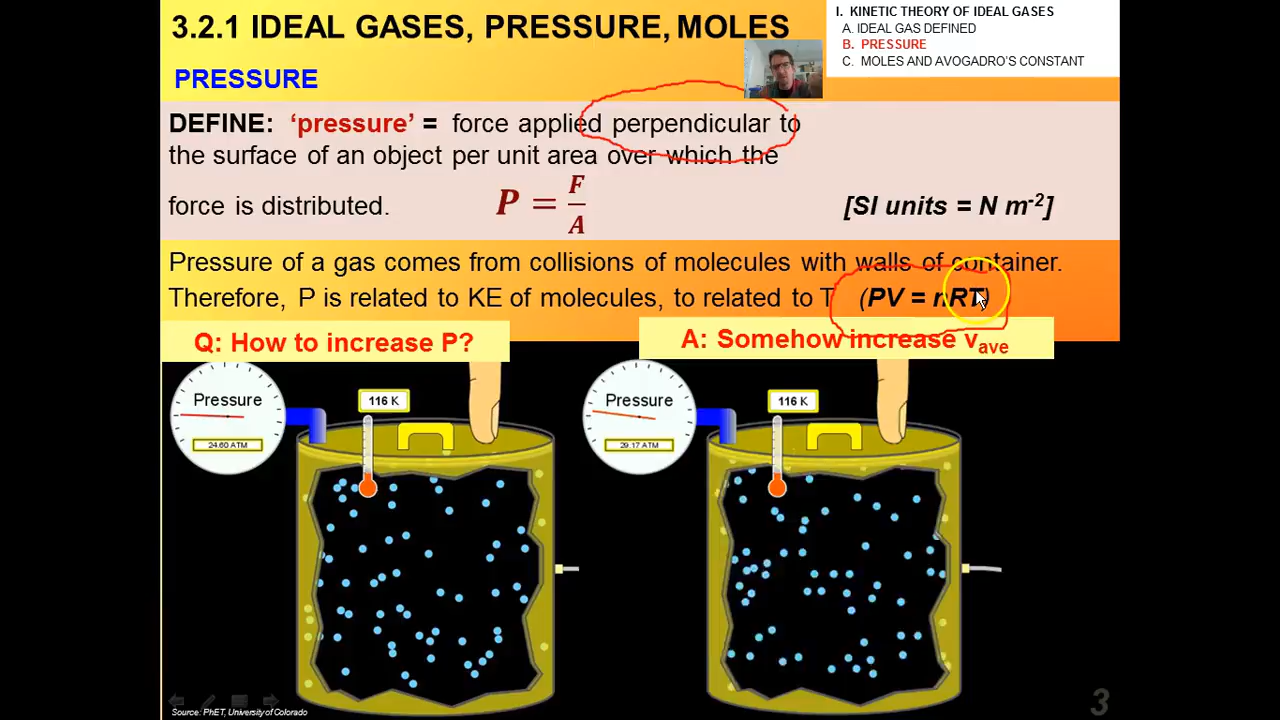 3.2.1 IDEAL GASES, PRESSURE, MOLES
I. KINETIC THEORY OF IDEAL GASES
A. IDEAL GAS DEFINED
B. PRESSURE
C. MOLES AND AVOGADRO'S CONSTANT
PRESSURE
DEFINE: 'pressure' = force applied perpendicular to
the surface of an object per unit area over which the
force is distributed. P = F/A [SI units = N m-2]
Pressure of a gas comes from collisions of molecules with walls of container.
Therefore, P is related to KE of molecules, to related to T (PV = nRT)
Q: How to increase P?
A: Somehow increase vave
Pressure
24.60 ATM
116 K
Pressure
29.17 ATM
116 K
Source: PhET, University of Colorado
3